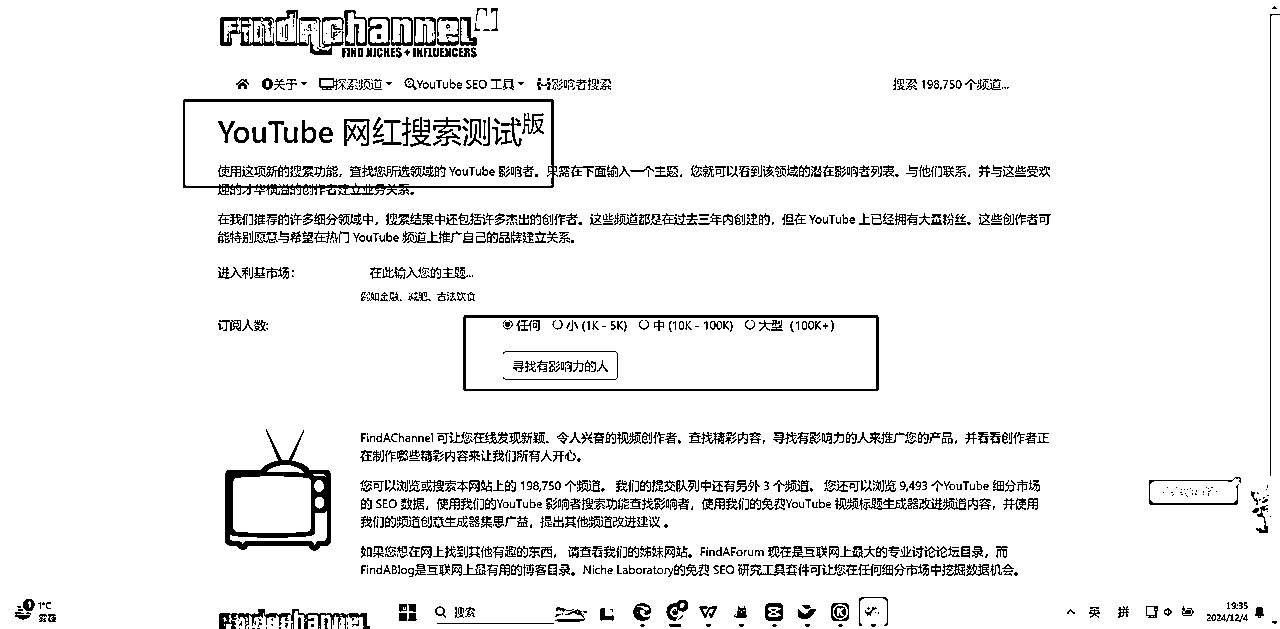 FindAchannel AI
FIND NICHES + INFLUENCERS
关于 探索频道 YouTube SEO 工具 影响者搜索
搜索 198,750 个频道...
YouTube 网红搜索测试版
使用这项新的搜索功能，查找您所选领域的 YouTube 影响者。只需在下面输入一个主题，您就可以看到该领域的潜在影响者列表。与他们联系，并与这些受欢
迎的才华横溢的创作者建立业务关系。
在我们推荐的许多细分领域中，搜索结果中还包括许多杰出的创作者。这些频道都是在过去三年内创建的，但在 YouTube 上已经拥有大量粉丝。这些创作者可
能特别愿意与希望在热门 YouTube 频道上推广自己的品牌建立关系。
进入利基市场：
在此输入您的主题...
例如金融、减肥、古法饮食
订阅人数:
任何 小 (1K - 5K) 中 (10K - 100K) 大型（100K+）
寻找有影响力的人
FindAChannel 可让您在线发现新颖、令人兴奋的视频创作者。查找精彩内容，寻找有影响力的人来推广您的产品，并看看创作者正
在制作哪些精彩内容来让我们所有人开心。
您可以浏览或搜索本网站上的 198,750 个频道。 我们的提交队列中还有另外 3 个频道。 您还可以浏览 9,493 个YouTube 细分市场
的 SEO 数据，使用我们的YouTube 影响者搜索功能查找影响者，使用我们的免费YouTube 视频标题生成器改进频道内容，并使用
我们的频道创意生成器集思广益，提出其他频道改进建议 。
如果您想在网上找到其他有趣的东西， 请查看我们的姊妹网站。FindAForum 现在是互联网上最大的专业讨论论坛目录，而
FindABlog是互联网上最有用的博客目录。Niche Laboratory的免费 SEO 研究工具套件可让您在任何细分市场中挖掘数据机会。
FindAchannel
1°C
搜索
英 拼
19:35
2024/12/4